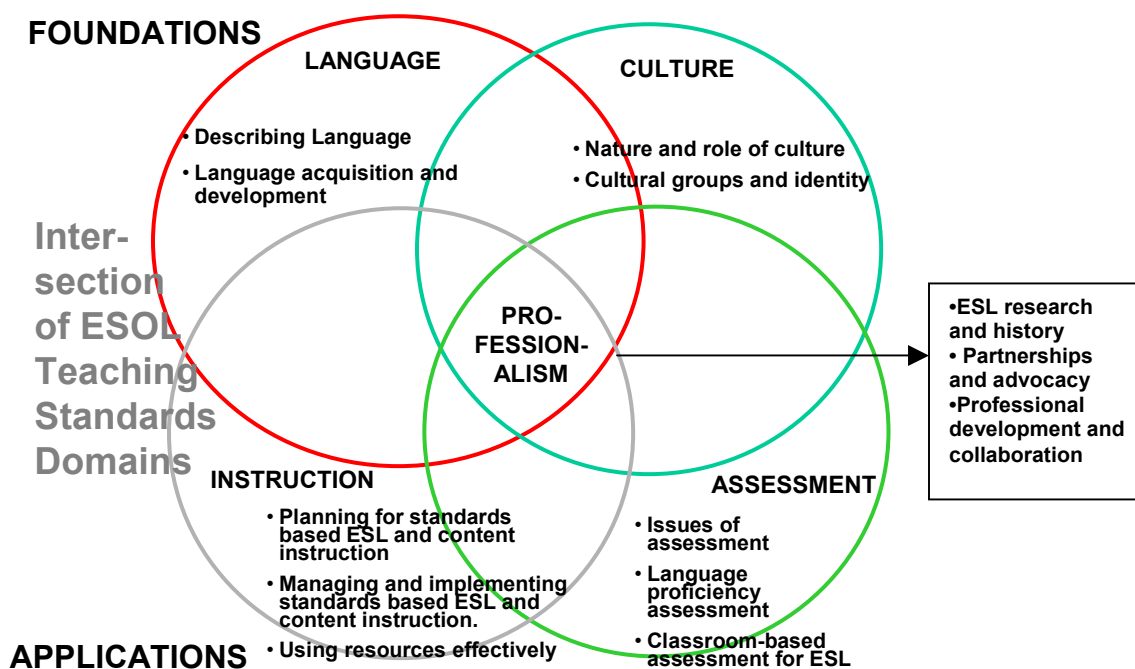 FOUNDATIONS
LANGUAGE
• Describing Language
• Language acquisition and
development
CULTURE
• Nature and role of culture
• Cultural groups and identity
Inter-
section
of ESOL
Teaching
Standards
Domains
PRO-
FESSION-
ALISM
•ESL research
and history
• Partnerships
and advocacy
•Professional
development and
collaboration
INSTRUCTION
• Planning for standards
based ESL and content
instruction
• Managing and implementing
standards based ESL and
content instruction.
• Using resources effectively
ASSESSMENT
• Issues of
assessment
• Language
proficiency
assessment
• Classroom-based
assessment for ESL
APPLICATIONS